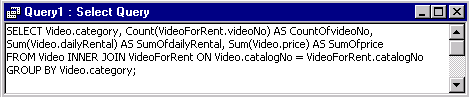 Query1 : Select Query
SELECT Video.category, Count(VideoForRent.videoNo) AS CountOfvideoNo,
Sum(Video.dailyRental) AS SumOfdailyRental, Sum(Video.price) AS SumOfprice
FROM Video INNER JOIN VideoForRent ON Video.catalogNo = VideoForRent.catalogNo
GROUP BY Video.category;